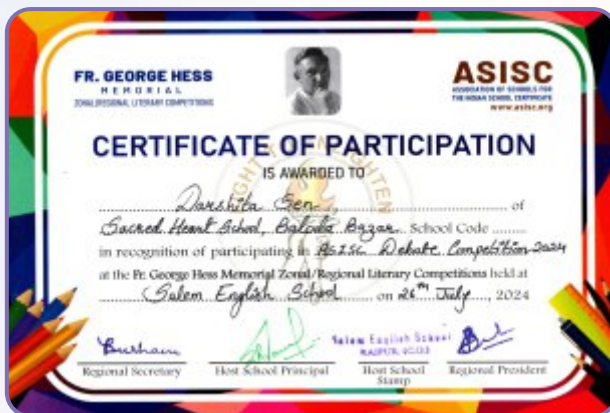 FR. GEORGE HESS
MEMORIAL
ZONAL/REGIONAL LITERARY COMPETITIONS
ASISC
ASSOCIATION OF SCHOOLS FOR
THE INDIAN SCHOOL CERTIFICATE
www.asisc.org
CERTIFICATE OF PARTICIPATION
IS AWARDED TO
Darshita Sen of
Sacred Heart School, Baloda Bazar. School Code
in recognition of participating in ASISC Debate Competition 2024
at the Fr. George Hess Memorial Zonal/Regional Literary Competitions held at
Salem English School on 26th July, 2024
Salem English School
Regional Secretary
Host School Principal
Host School
Stamp
Regional President